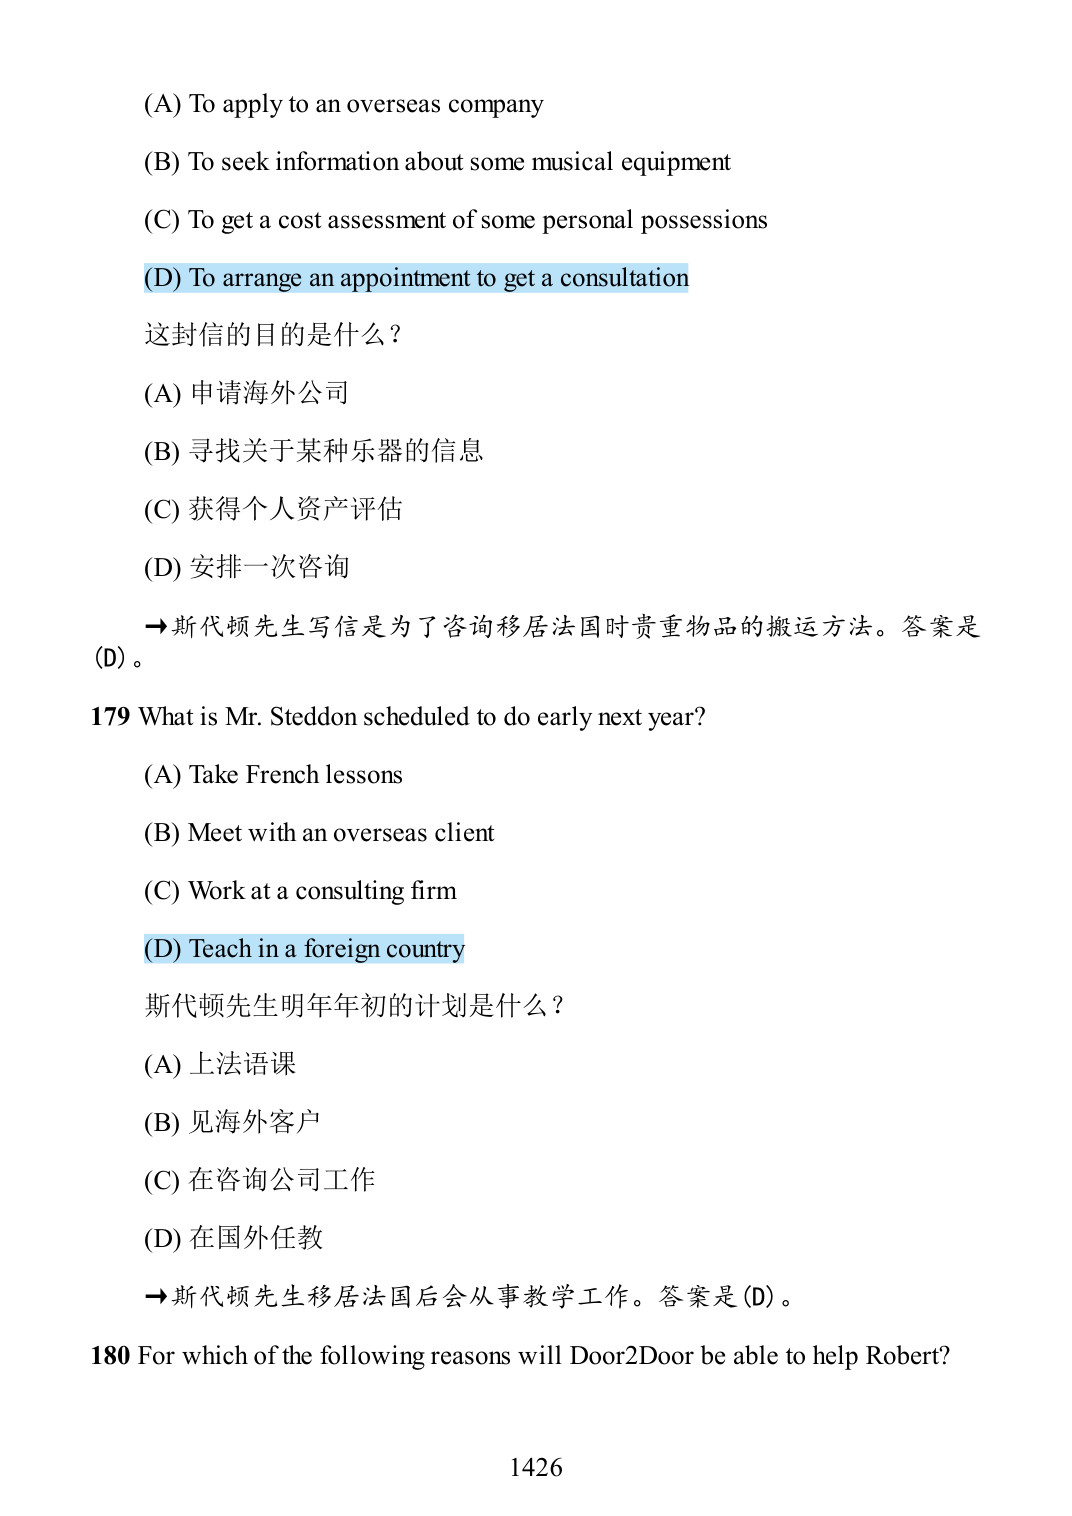 (A) To apply to an overseas company
(B) To seek information about some musical equipment
(C) To get a cost assessment of some personal possessions
(D) To arrange an appointment to get a consultation
这封信的目的是什么？
(A) 申请海外公司
(B) 寻找关于某种乐器的信息
(C) 获得个人资产评估
(D) 安排一次咨询
→斯代顿先生写信是为了咨询移居法国时贵重物品的搬运方法。答案是
(D)。
179 What is Mr. Steddon scheduled to do early next year?
(A) Take French lessons
(B) Meet with an overseas client
(C) Work at a consulting firm
(D) Teach in a foreign country
斯代顿先生明年年初的计划是什么？
(A) 上法语课
(B) 见海外客户
(C) 在咨询公司工作
(D) 在国外任教
→斯代顿先生移居法国后会从事教学工作。答案是(D)。
180 For which of the following reasons will Door2Door be able to help Robert?
1426